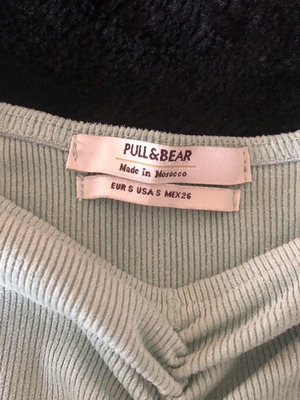 PULL&BEAR
Made in Morocco
EUR S USA S MEX26